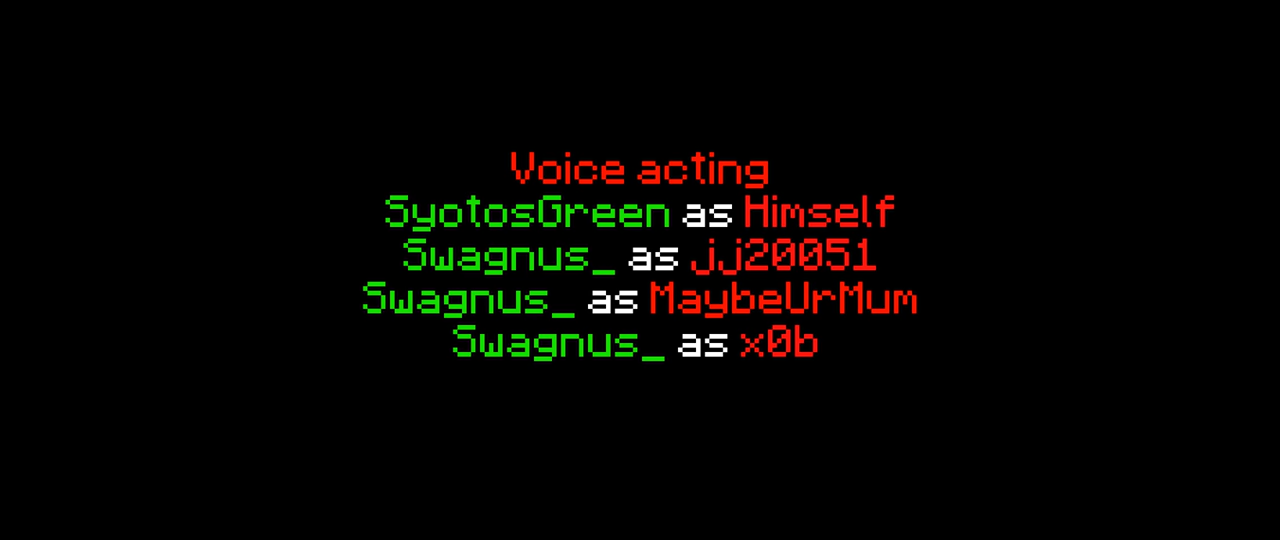 Voice acting
SyotosGreen as Himself
Swagnus_ as jj20051
Swagnus_ as MaybeUrMum
Swagnus_ as x0b